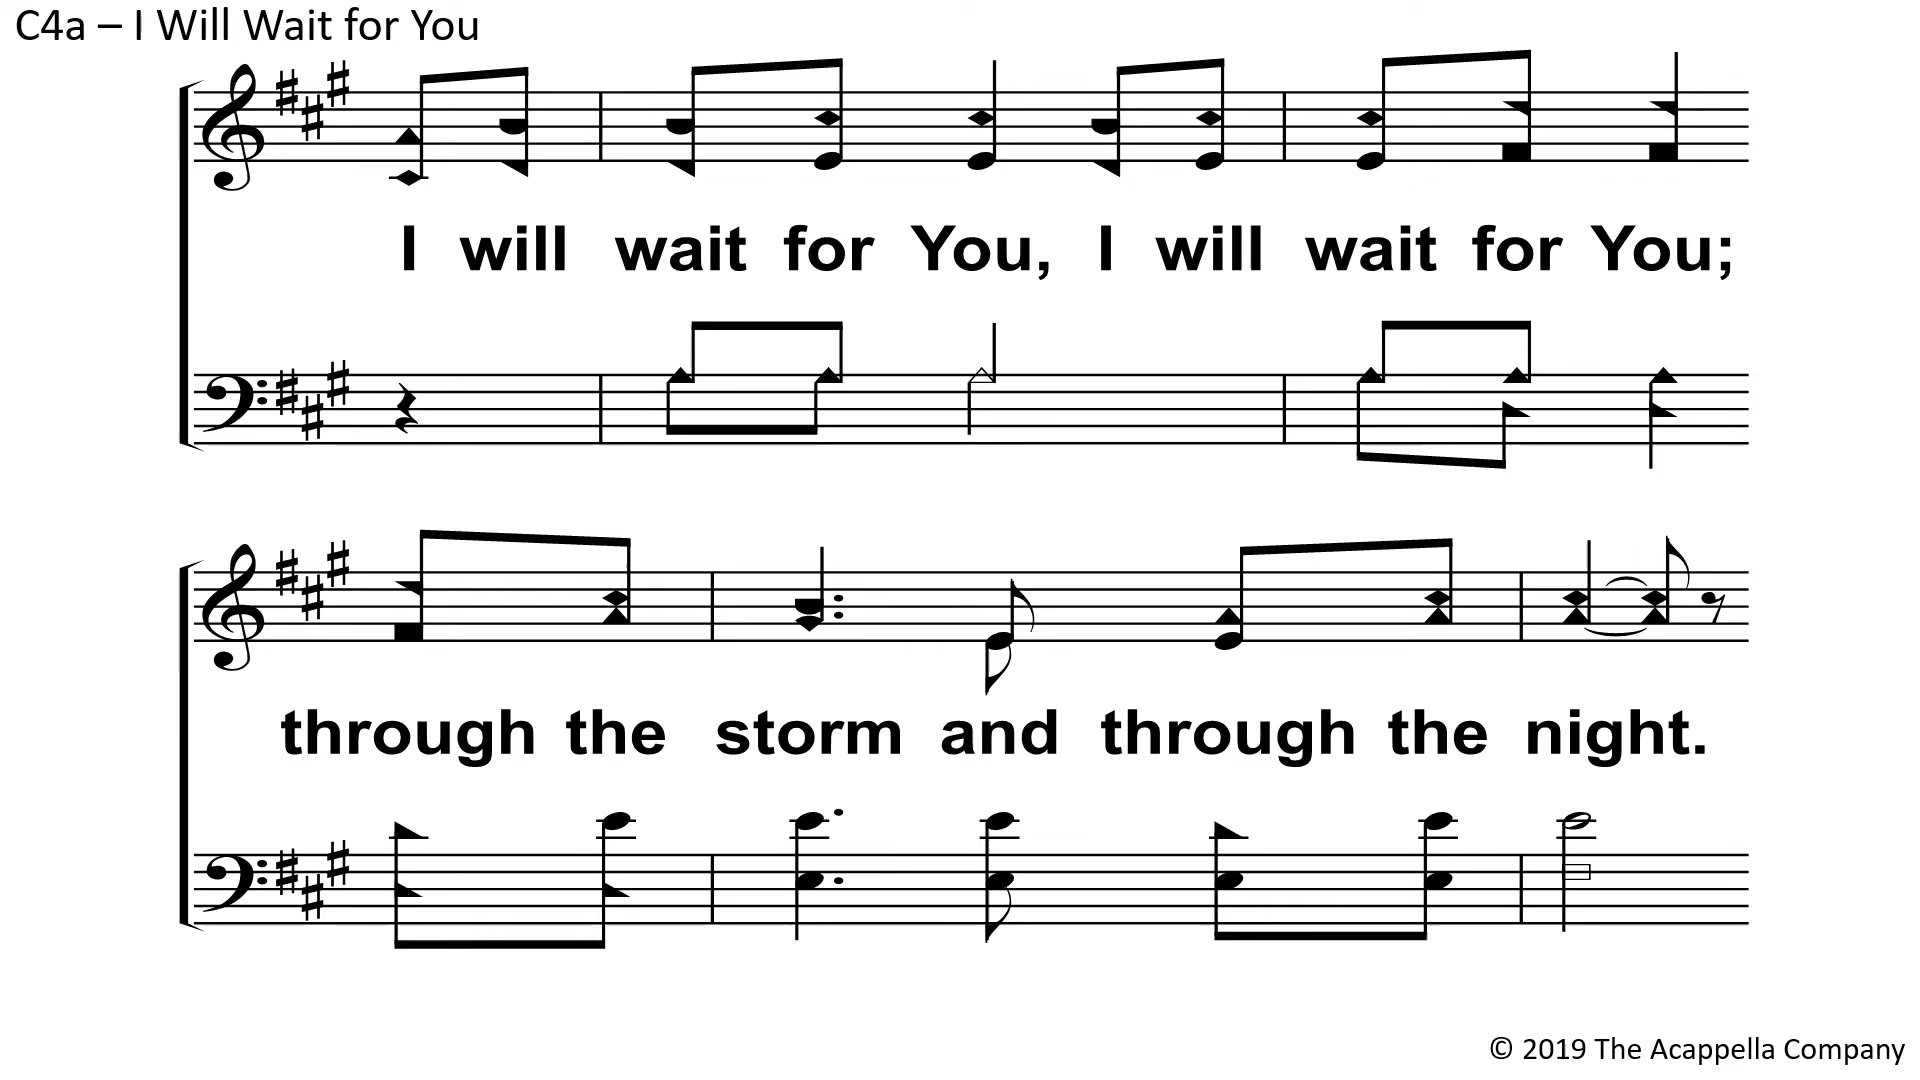 C4a – I Will Wait for You
I will wait for You, I will wait for You;
through the storm and through the night.
© 2019 The Acappella Company